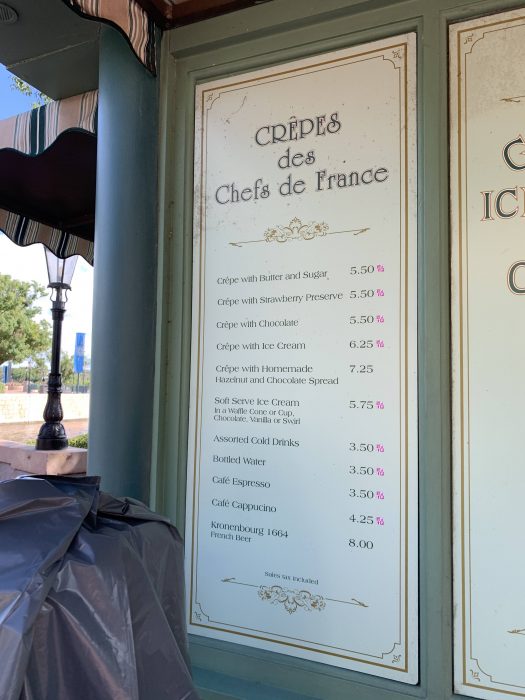 CRÊPES
des
Chefs de France
Crêpe with Butter and Sugar 5.50
Crêpe with Strawberry Preserve 5.50
Crêpe with Chocolate 5.50
Crêpe with Ice Cream 6.25
Crêpe with Homemade 7.25
Hazelnut and Chocolate Spread
Soft Serve Ice Cream 5.75
In a Waffle Cone or Cup,
Chocolate, Vanilla or Swirl
Assorted Cold Drinks 3.50
Bottled Water 3.50
Café Espresso 3.50
Café Cappucino 4.25
Kronenbourg 1664 8.00
French Beer
Sales tax included